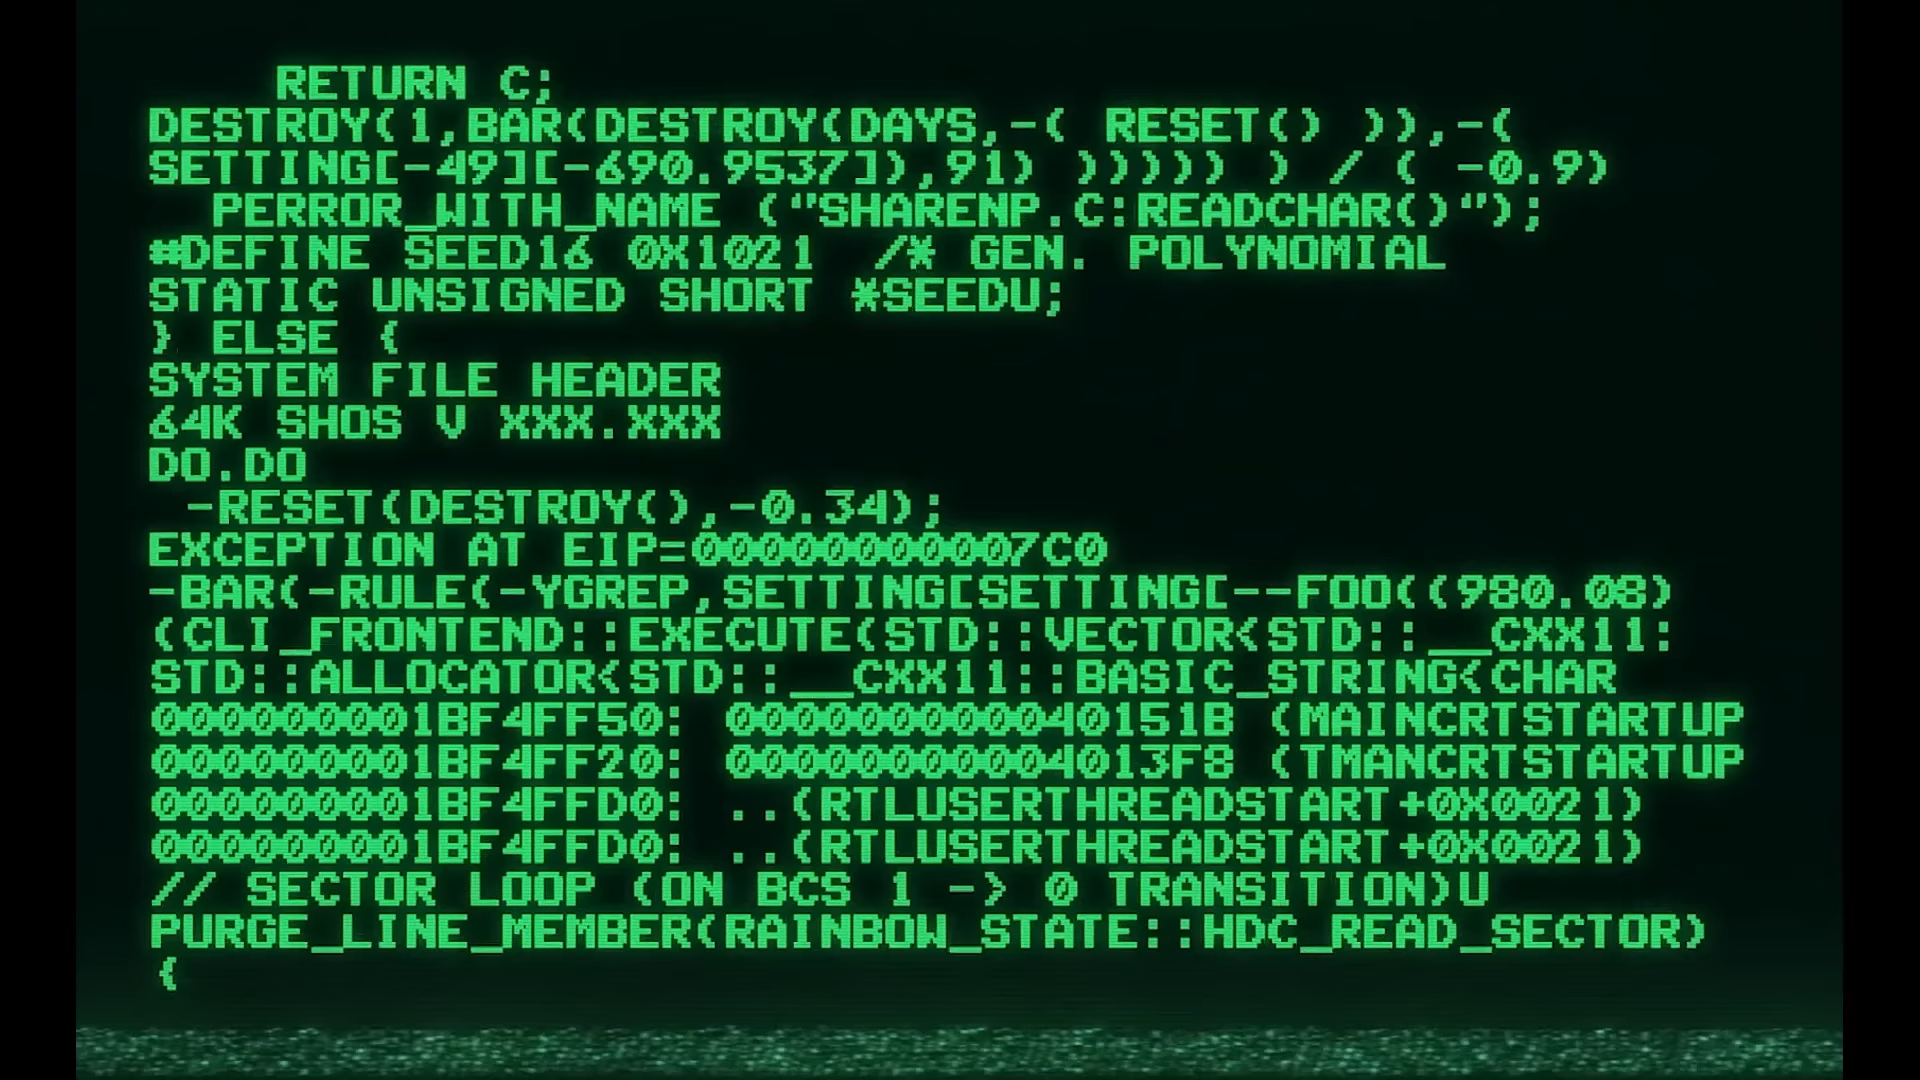 RETURN C;
DESTROY(1,BAR(DESTROY(DAYS,-( RESET() )),-(
SETTING[-49][-690.9537]),91) ))))) ) / ( -0.9)
PERROR_WITH_NAME ("SHARENP.C:READCHAR()");
#DEFINE SEED16 0X1021 /* GEN. POLYNOMIAL
STATIC UNSIGNED SHORT *SEEDU;
} ELSE {
SYSTEM FILE HEADER
64K SHOS V XXX.XXX
DO.DO
-RESET(DESTROY(),-0.34);
EXCEPTION AT EIP=00000000007C0
-BAR(-RULE(-YGREP,SETTING[SETTING[--FOO((980.08)
(CLI_FRONTEND::EXECUTE(STD::VECTOR<STD::__CXX11:
STD::ALLOCATOR<STD::__CXX11::BASIC_STRING<CHAR
000000001BF4FF50: 000000000040151B (MAINCRTSTARTUP
000000001BF4FF20: 00000000004013F8 (TMANCRTSTARTUP
000000001BF4FFD0: ..(RTLUSERTHREADSTART+0X0021)
000000001BF4FFD0: ..(RTLUSERTHREADSTART+0X0021)
// SECTOR LOOP (ON BCS 1 -> 0 TRANSITION)U
PURGE_LINE_MEMBER(RAINBOW_STATE::HDC_READ_SECTOR)
{